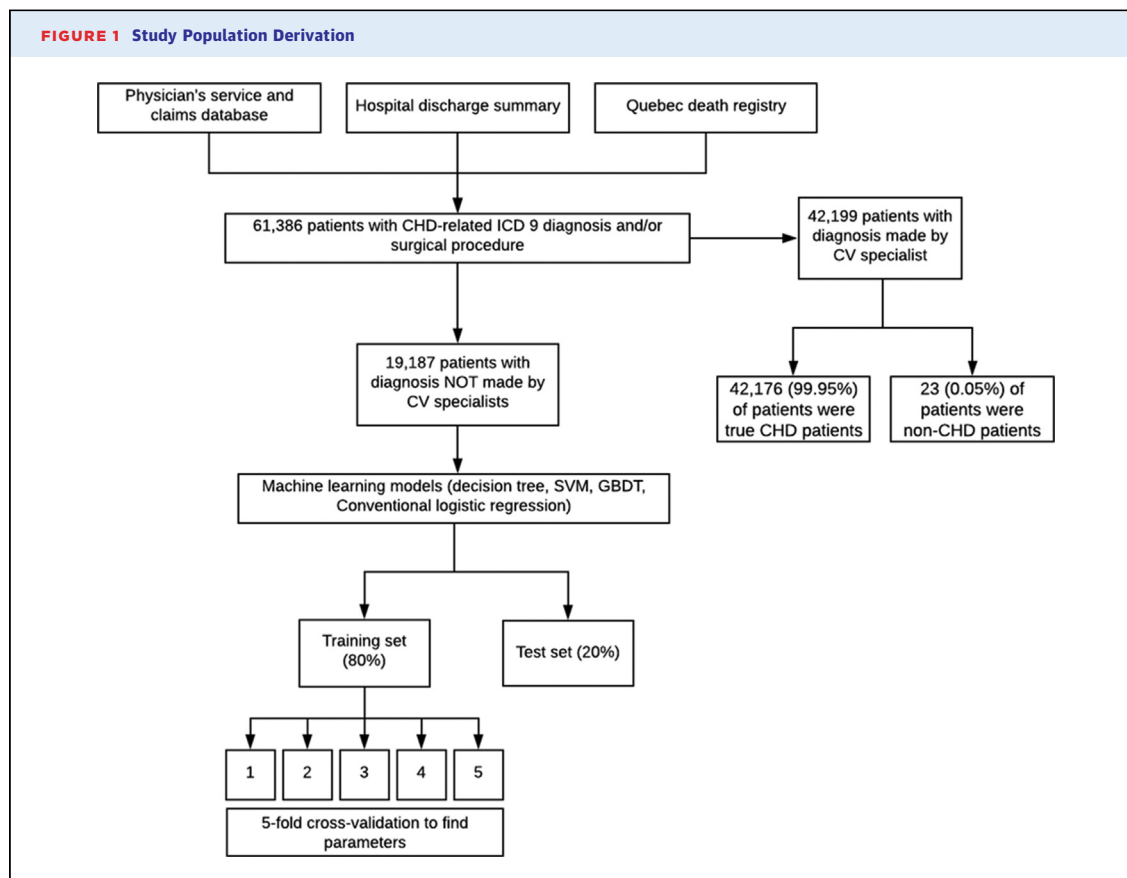 FIGURE 1 Study Population Derivation
Physician's service and
claims database
Hospital discharge summary
Quebec death registry
61,386 patients with CHD-related ICD 9 diagnosis and/or
surgical procedure
42,199 patients with
diagnosis made by
CV specialist
19,187 patients with
diagnosis NOT made by
CV specialists
42,176 (99.95%)
of patients were
true CHD patients
23 (0.05%) of
patients were
non-CHD patients
Machine learning models (decision tree, SVM, GBDT,
Conventional logistic regression)
Training set
(80%)
Test set (20%)
1
2
3
4
5
5-fold cross-validation to find
parameters